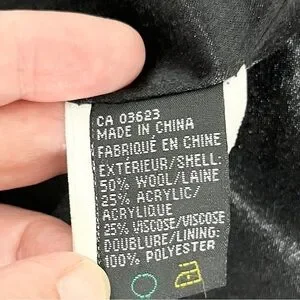 CA 03623
MADE IN CHINA
FABRIQUÉ EN CHINE
EXTÉRIEUR/SHELL:
50% WOOL/LAINE
25% ACRYLIC/
ACRYLIQUE
25% VISCOSE/VISCOSE
DOUBLURE/LINING:
100% POLYESTER